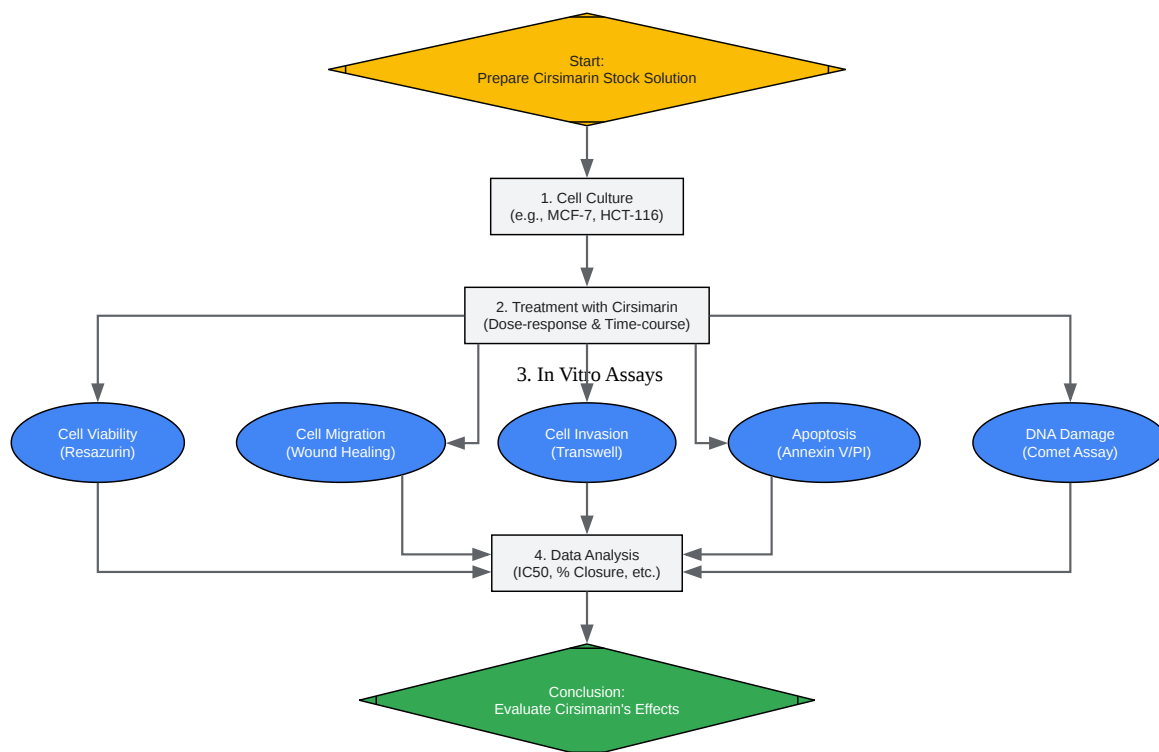 Start:
Prepare Cirsimarin Stock Solution
1. Cell Culture
(e.g., MCF-7, HCT-116)
2. Treatment with Cirsimarin
(Dose-response & Time-course)
3. In Vitro Assays
Cell Viability
(Resazurin)
Cell Migration
(Wound Healing)
Cell Invasion
(Transwell)
Apoptosis
(Annexin V/PI)
DNA Damage
(Comet Assay)
4. Data Analysis
(IC50, % Closure, etc.)
Conclusion:
Evaluate Cirsimarin's Effects